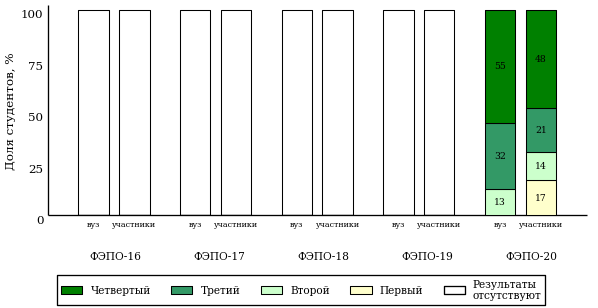 100
75
50
25
0
Доля студентов, %
55
32
13
48
21
14
17
вуз участники вуз участники вуз участники вуз участники вуз участники
ФЭПО-16 ФЭПО-17 ФЭПО-18 ФЭПО-19 ФЭПО-20
Четвертый Третий Второй Первый Результаты
отсутствуют